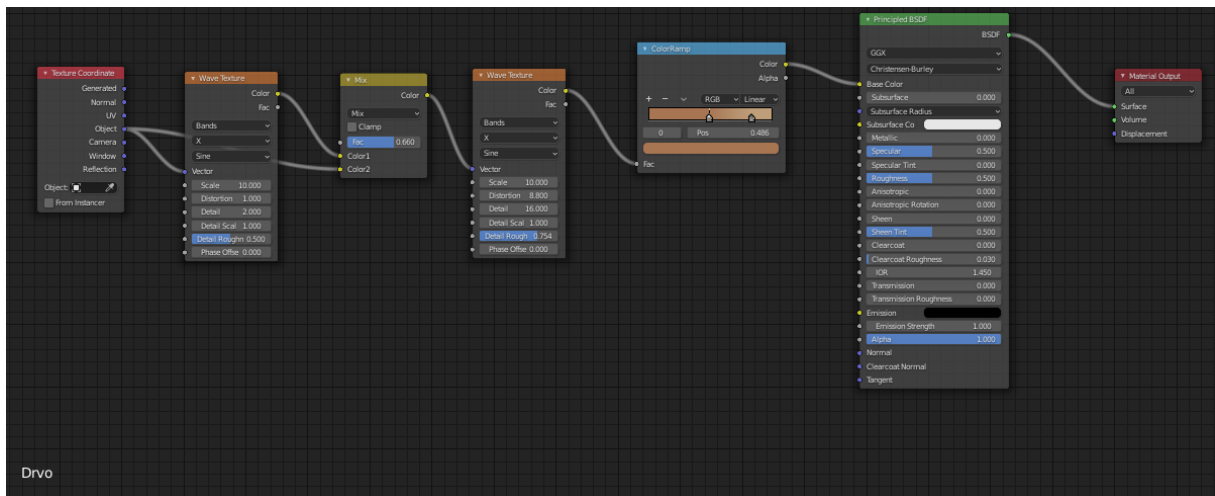 Texture Coordinate
Generated
Normal
UV
Object
Camera
Window
Reflection
Object:
From Instancer
Wave Texture
Color
Fac
Bands
X
Sine
Vector
Scale 10.000
Distortion 1.000
Detail 2.000
Detail Scal 1.000
Detail Roughn 0.500
Phase Offse 0.000
Mix
Color
Mix
Clamp
Fac 0.660
Color1
Color2
Wave Texture
Color
Fac
Bands
X
Sine
Vector
Scale 10.000
Distortion 8.800
Detail 16.000
Detail Scal 1.000
Detail Rough 0.754
Phase Offse 0.000
ColorRamp
Color
Alpha
+ − RGB Linear
0 Pos 0.486
Fac
Principled BSDF
BSDF
GGX
Christensen-Burley
Base Color
Subsurface 0.000
Subsurface Radius
Subsurface Co
Metallic 0.000
Specular 0.500
Specular Tint 0.000
Roughness 0.500
Anisotropic 0.000
Anisotropic Rotation 0.000
Sheen 0.000
Sheen Tint 0.500
Clearcoat 0.000
Clearcoat Roughness 0.030
IOR 1.450
Transmission 0.000
Transmission Roughness 0.000
Emission
Emission Strength 1.000
Alpha 1.000
Normal
Clearcoat Normal
Tangent
Material Output
All
Surface
Volume
Displacement
Drvo